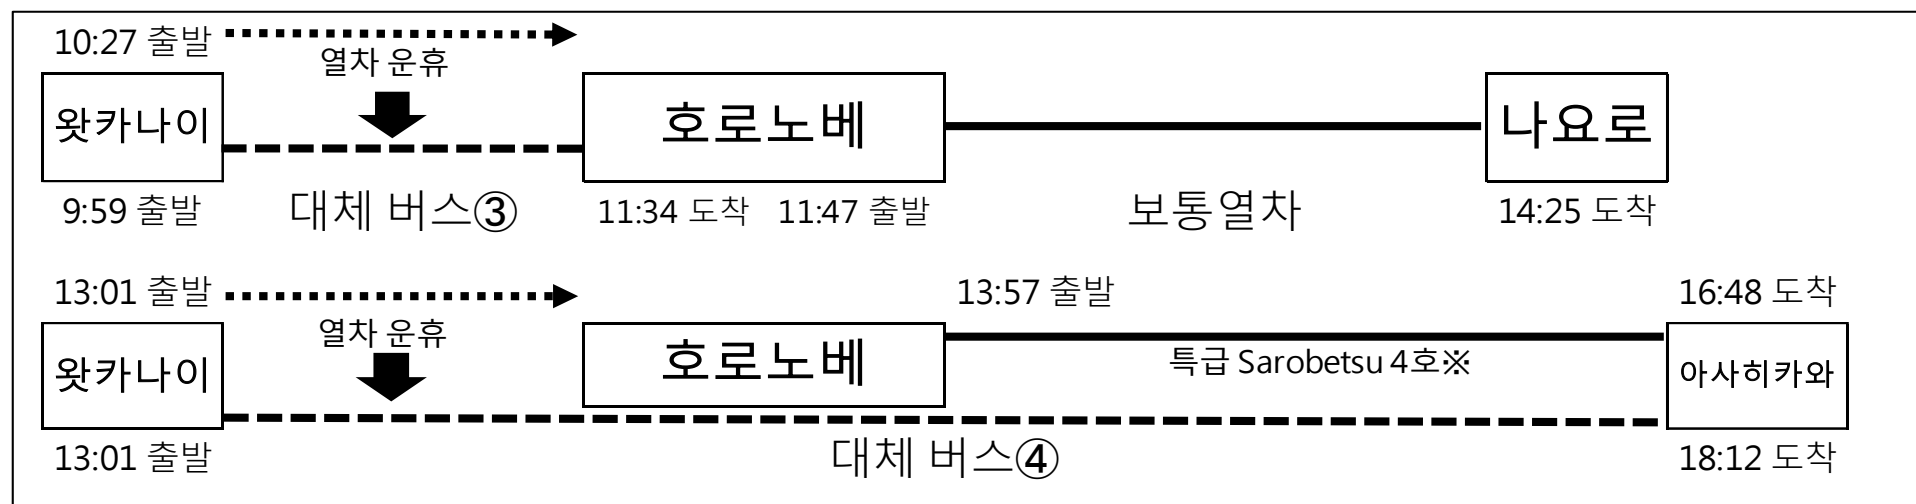 10:27 출발
열차 운휴
왓카나이
호로노베
나요로
9:59 출발
대체 버스③
11:34 도착
11:47 출발
보통열차
14:25 도착
13:01 출발
13:57 출발
16:48 도착
열차 운휴
왓카나이
호로노베
특급 Sarobetsu 4호※
아사히카와
13:01 출발
대체 버스④
18:12 도착